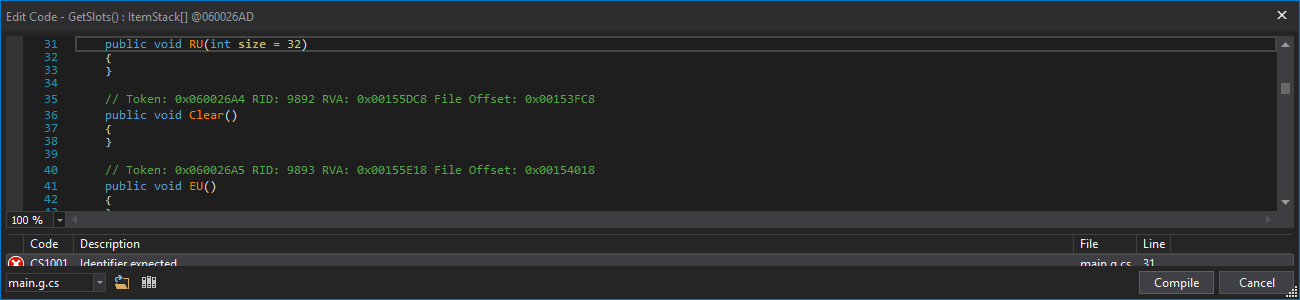 Edit Code - GetSlots() : ItemStack[] @060026AD
31 public void RU(int size = 32)
32 {
33 }
34
35 // Token: 0x060026A4 RID: 9892 RVA: 0x00155DC8 File Offset: 0x00153FC8
36 public void Clear()
37 {
38 }
39
40 // Token: 0x060026A5 RID: 9893 RVA: 0x00155E18 File Offset: 0x00154018
41 public void EU()
42 {
43 }
100 %
Code Description File Line
CS1001 Identifier expected main.g.cs 31
main.g.cs Compile Cancel